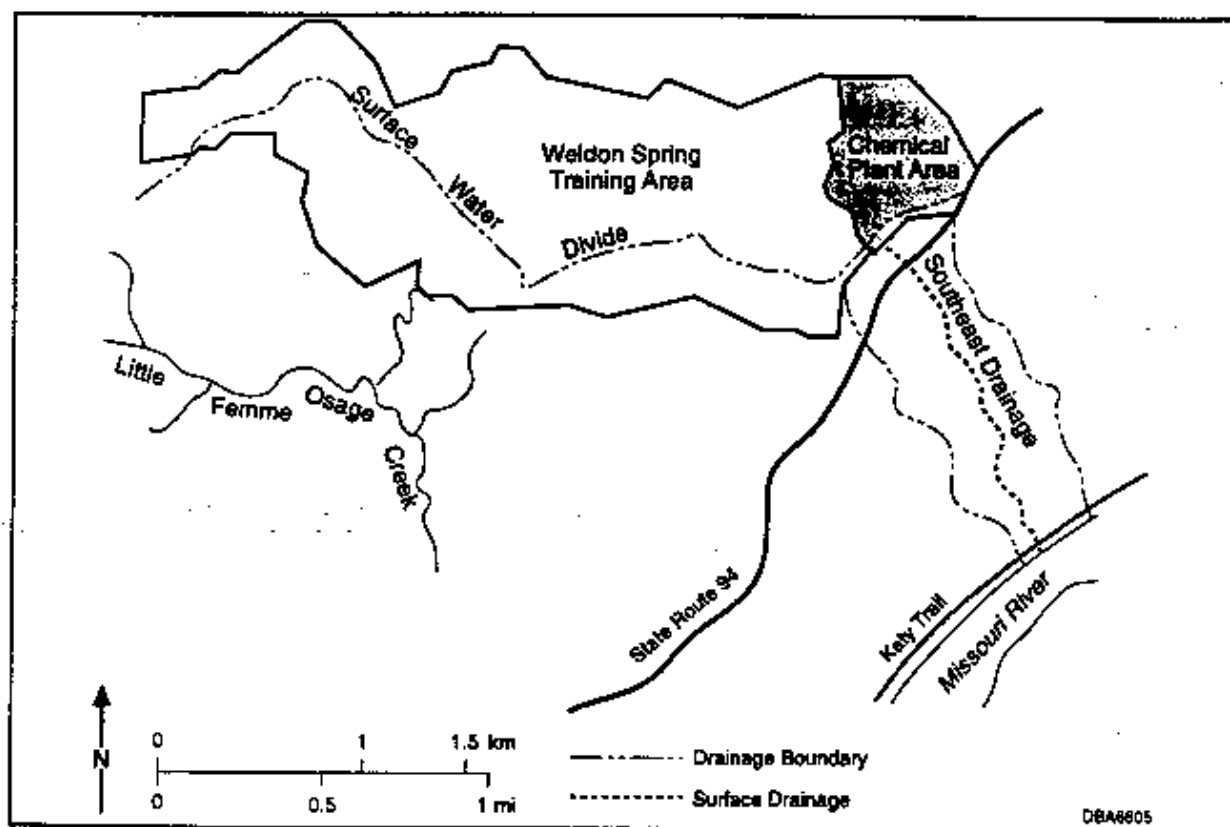 Surface
Water
Divide
Weldon Spring
Training Area
Chemical
Plant Area
Southeast Drainage
Little
Femme
Osage
Creek
State Route 94
Katy Trail
Missouri River
N
0 1 1.5 km
0 0.5 1 mi
Drainage Boundary
Surface Drainage
DBA6605